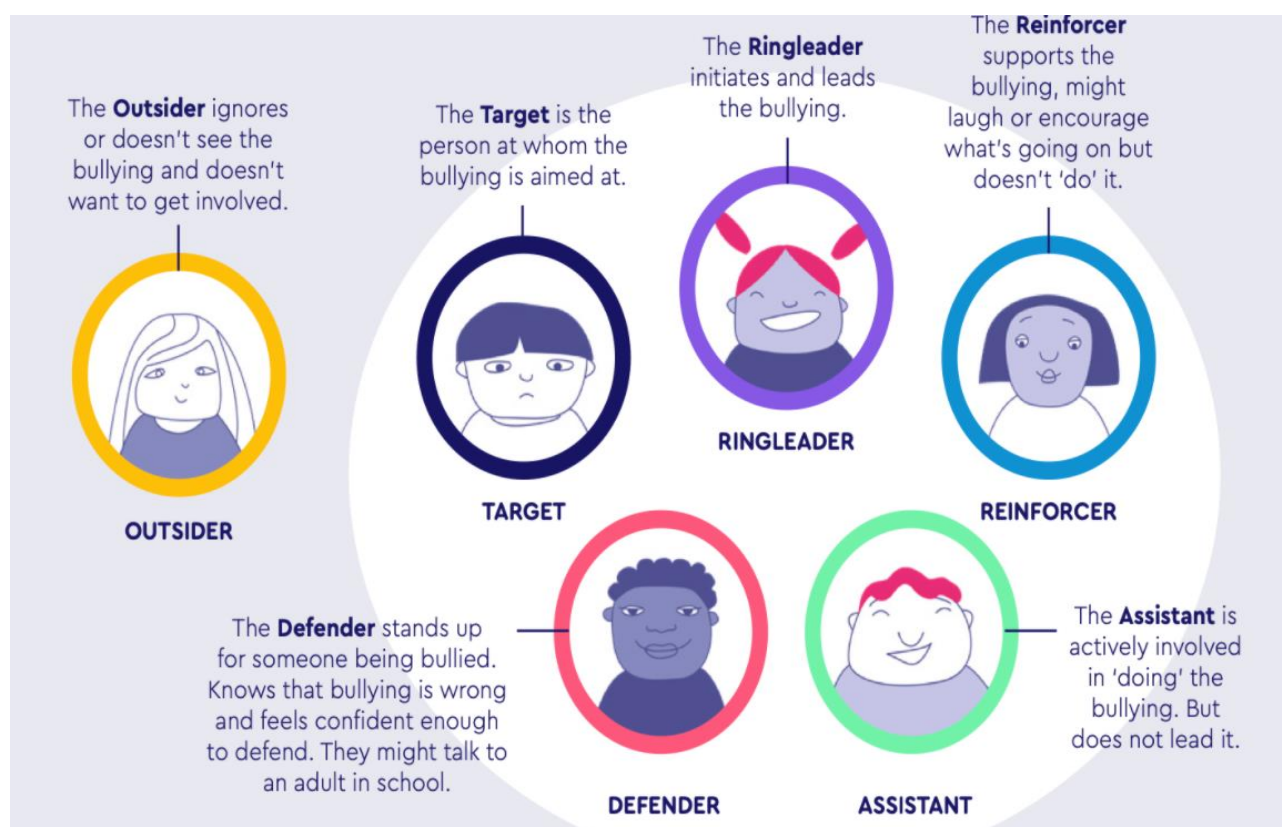 The Outsider ignores
or doesn't see the
bullying and doesn't
want to get involved.
OUTSIDER
The Target is the
person at whom the
bullying is aimed at.
TARGET
The Ringleader
initiates and leads
the bullying.
RINGLEADER
The Reinforcer
supports the
bullying, might
laugh or encourage
what's going on but
doesn't 'do' it.
REINFORCER
The Defender stands up
for someone being bullied.
Knows that bullying is wrong
and feels confident enough
to defend. They might talk to
an adult in school.
DEFENDER
The Assistant is
actively involved
in 'doing' the
bullying. But
does not lead it.
ASSISTANT